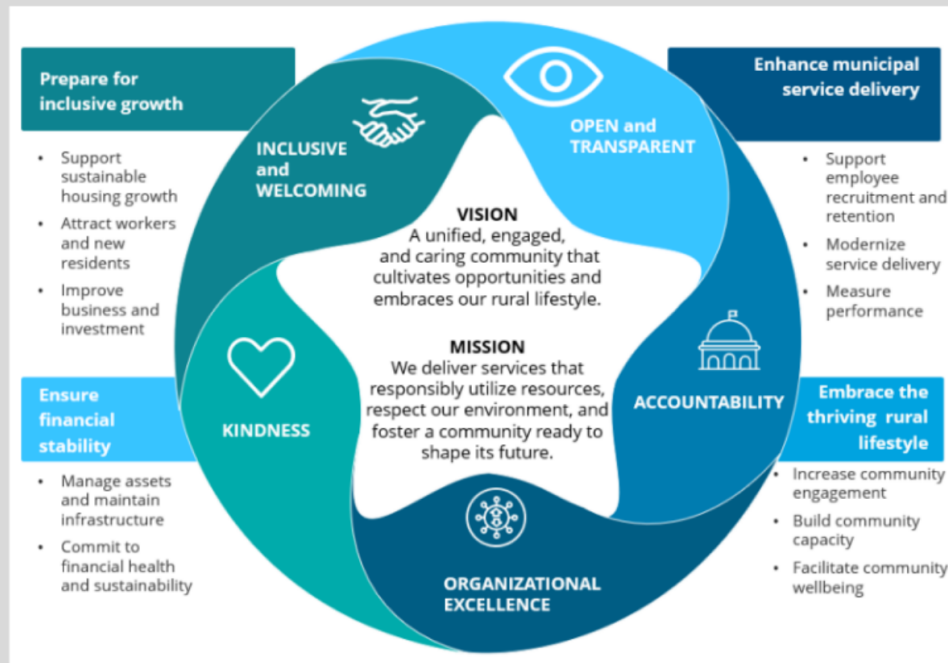 Prepare for
inclusive growth
• Support
sustainable
housing growth
• Attract workers
and new
residents
• Improve
business and
investment
Ensure
financial
stability
• Manage assets
and maintain
infrastructure
• Commit to
financial health
and sustainability
INCLUSIVE
and
WELCOMING
OPEN and
TRANSPARENT
KINDNESS
ACCOUNTABILITY
ORGANIZATIONAL
EXCELLENCE
VISION
A unified, engaged,
and caring community that
cultivates opportunities and
embraces our rural lifestyle.
MISSION
We deliver services that
responsibly utilize resources,
respect our environment, and
foster a community ready to
shape its future.
Enhance municipal
service delivery
• Support
employee
recruitment and
retention
• Modernize
service delivery
• Measure
performance
Embrace the
thriving rural
lifestyle
• Increase community
engagement
• Build community
capacity
• Facilitate community
wellbeing